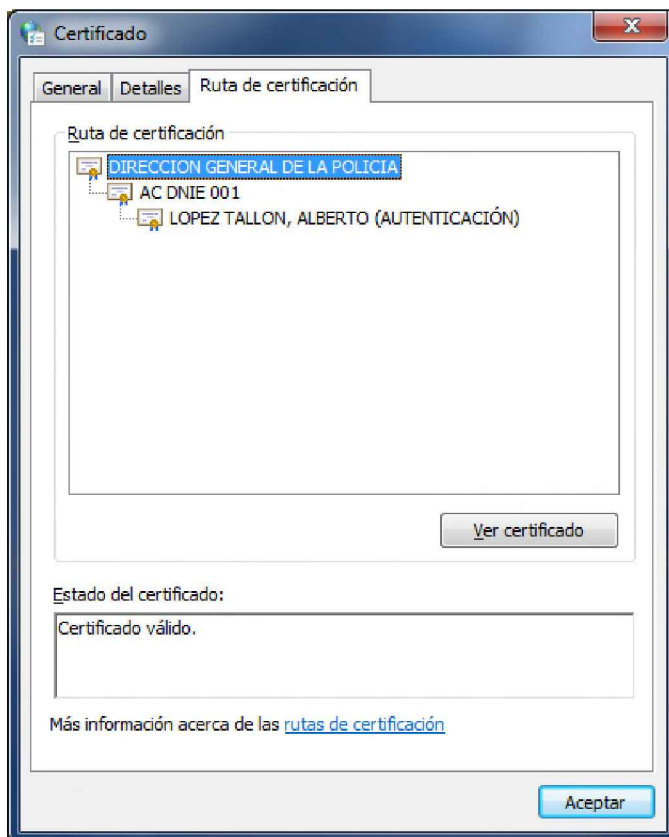 Certificado
General Detalles Ruta de certificación
Ruta de certificación
DIRECCION GENERAL DE LA POLICIA
AC DNIE 001
LOPEZ TALLON, ALBERTO (AUTENTICACIÓN)
Ver certificado
Estado del certificado:
Certificado válido.
Más información acerca de las rutas de certificación
Aceptar